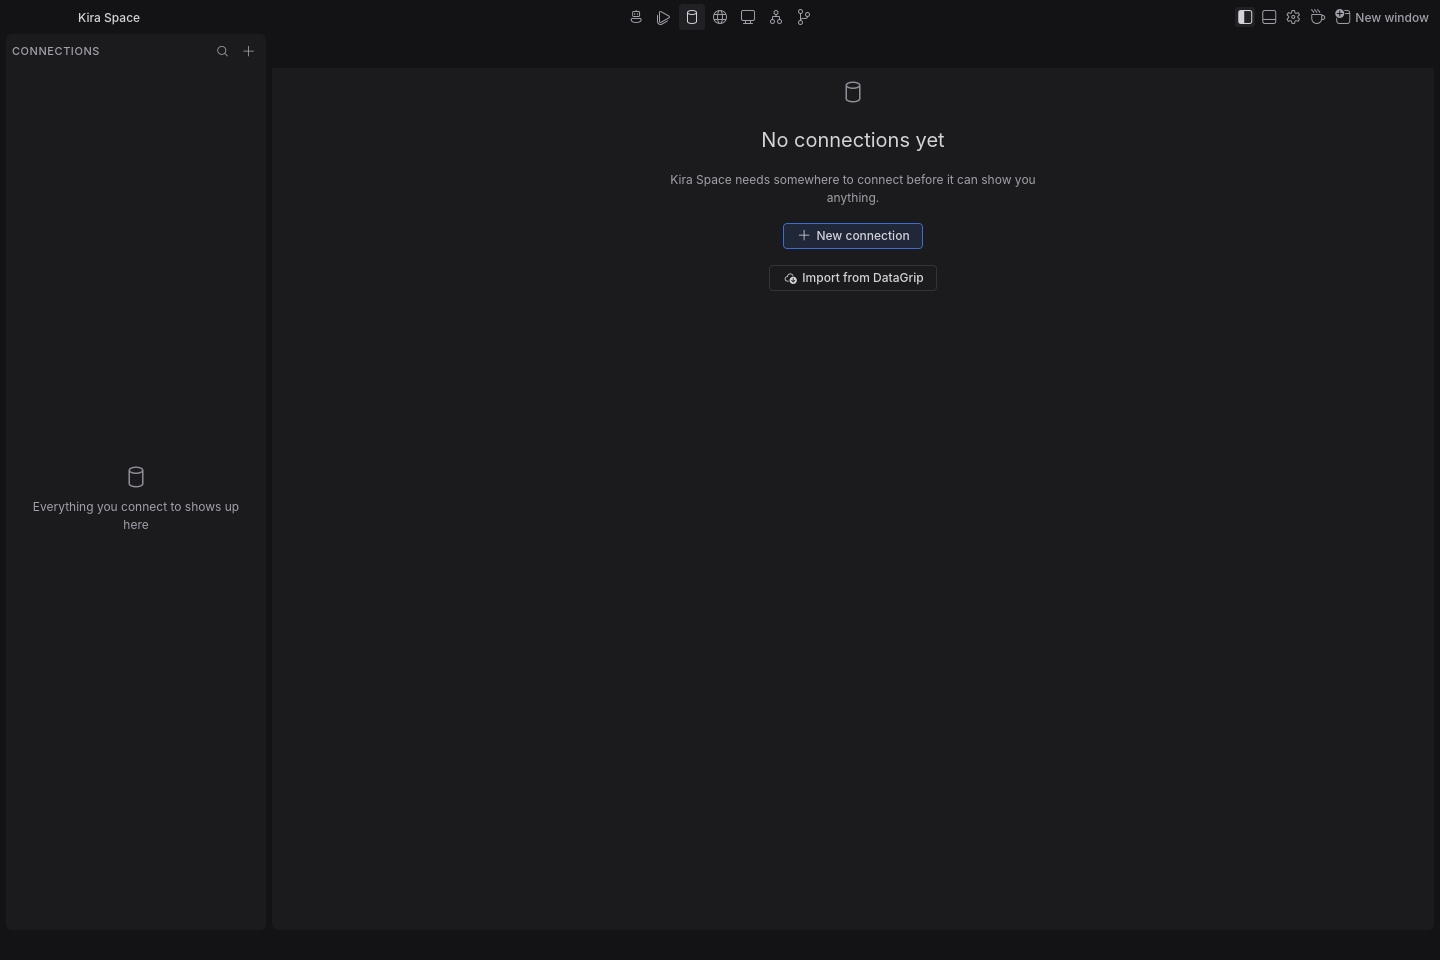 Kira Space
New window
CONNECTIONS
No connections yet
Kira Space needs somewhere to connect before it can show you
anything.
New connection
Import from DataGrip
Everything you connect to shows up
here